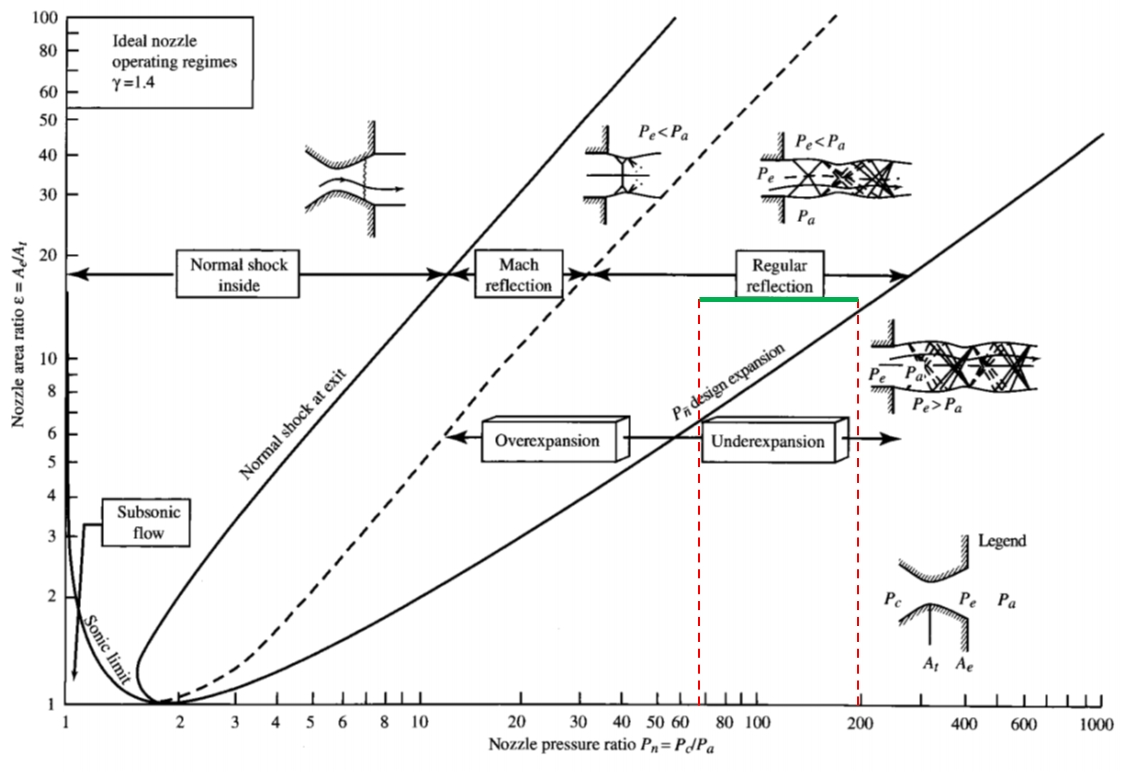 100
80
60
50
40
30
20
10
8
6
5
4
3
2
1
Nozzle area ratio ε = Ae/At
Ideal nozzle
operating regimes
γ = 1.4
Pe < Pa
Pe < Pa
Pe
Pa
Normal shock
inside
Mach
reflection
Regular
reflection
Normal shock at exit
Pn̄ design expansion
Pe
Pa
Pe > Pa
Overexpansion
Underexpansion
Subsonic
flow
Sonic limit
Legend
Pc
Pe
Pa
At
Ae
1
2
3
4
5
6
8
10
20
30
40
50
60
80
100
200
400
600
1000
Nozzle pressure ratio Pn = Pc/Pa